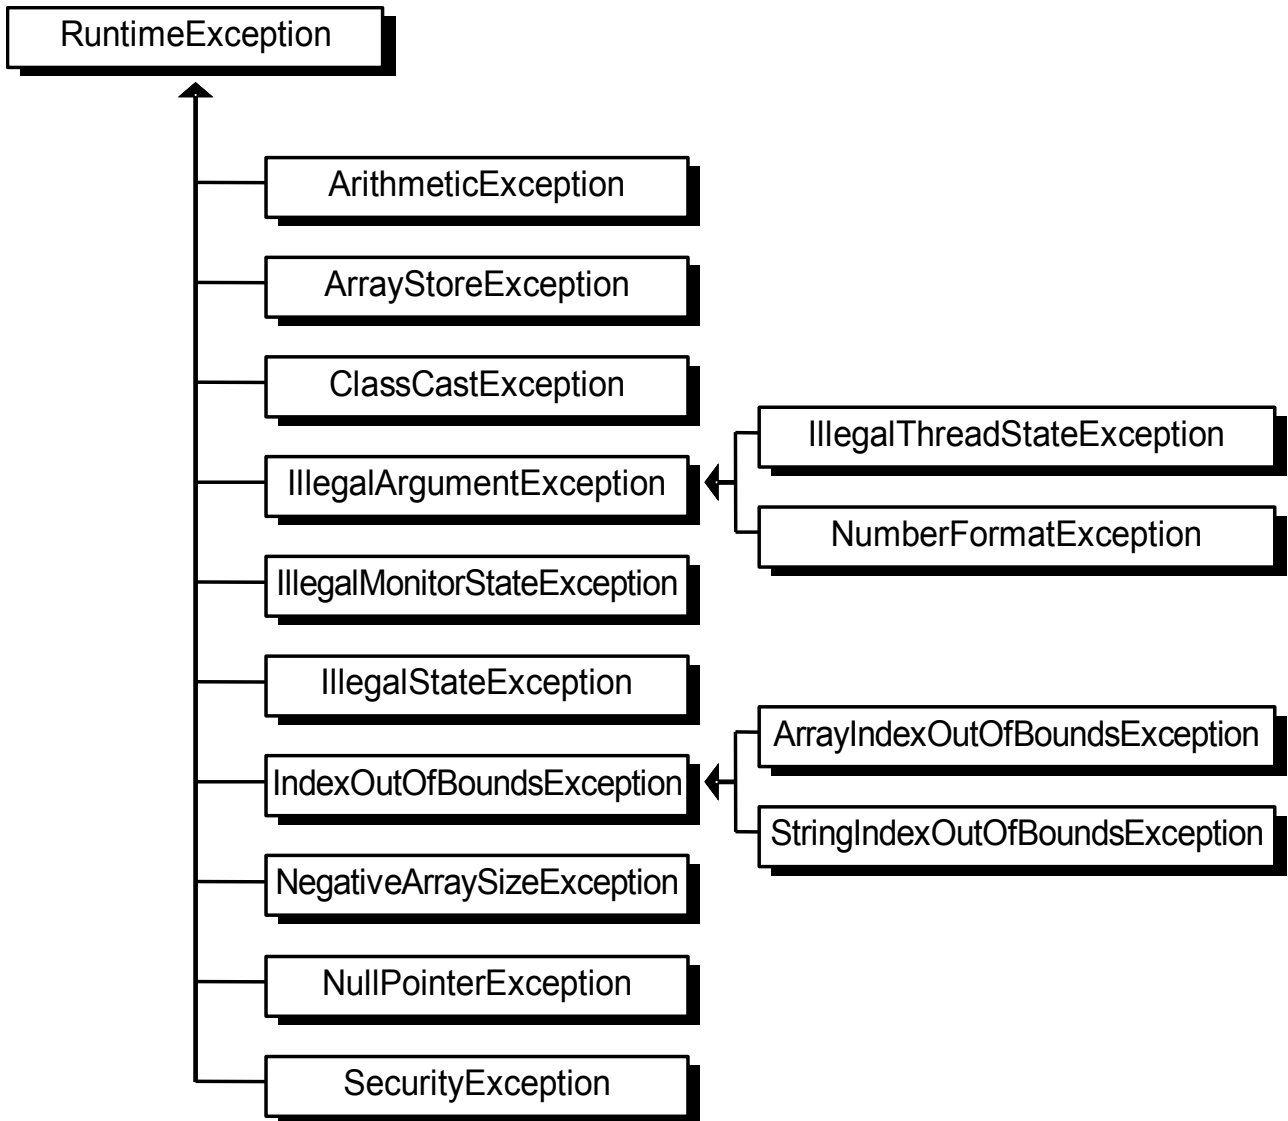 RuntimeException
ArithmeticException
ArrayStoreException
ClassCastException
IllegalArgumentException
IllegalThreadStateException
NumberFormatException
IllegalMonitorStateException
IllegalStateException
IndexOutOfBoundsException
ArrayIndexOutOfBoundsException
StringIndexOutOfBoundsException
NegativeArraySizeException
NullPointerException
SecurityException